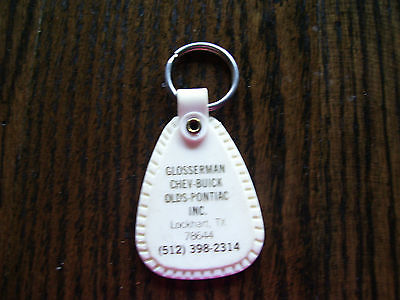 GLOSSERMAN
CHEV-BUICK
OLDS-PONTIAC
INC.
Lockhart, TX
78644
(512) 398-2314